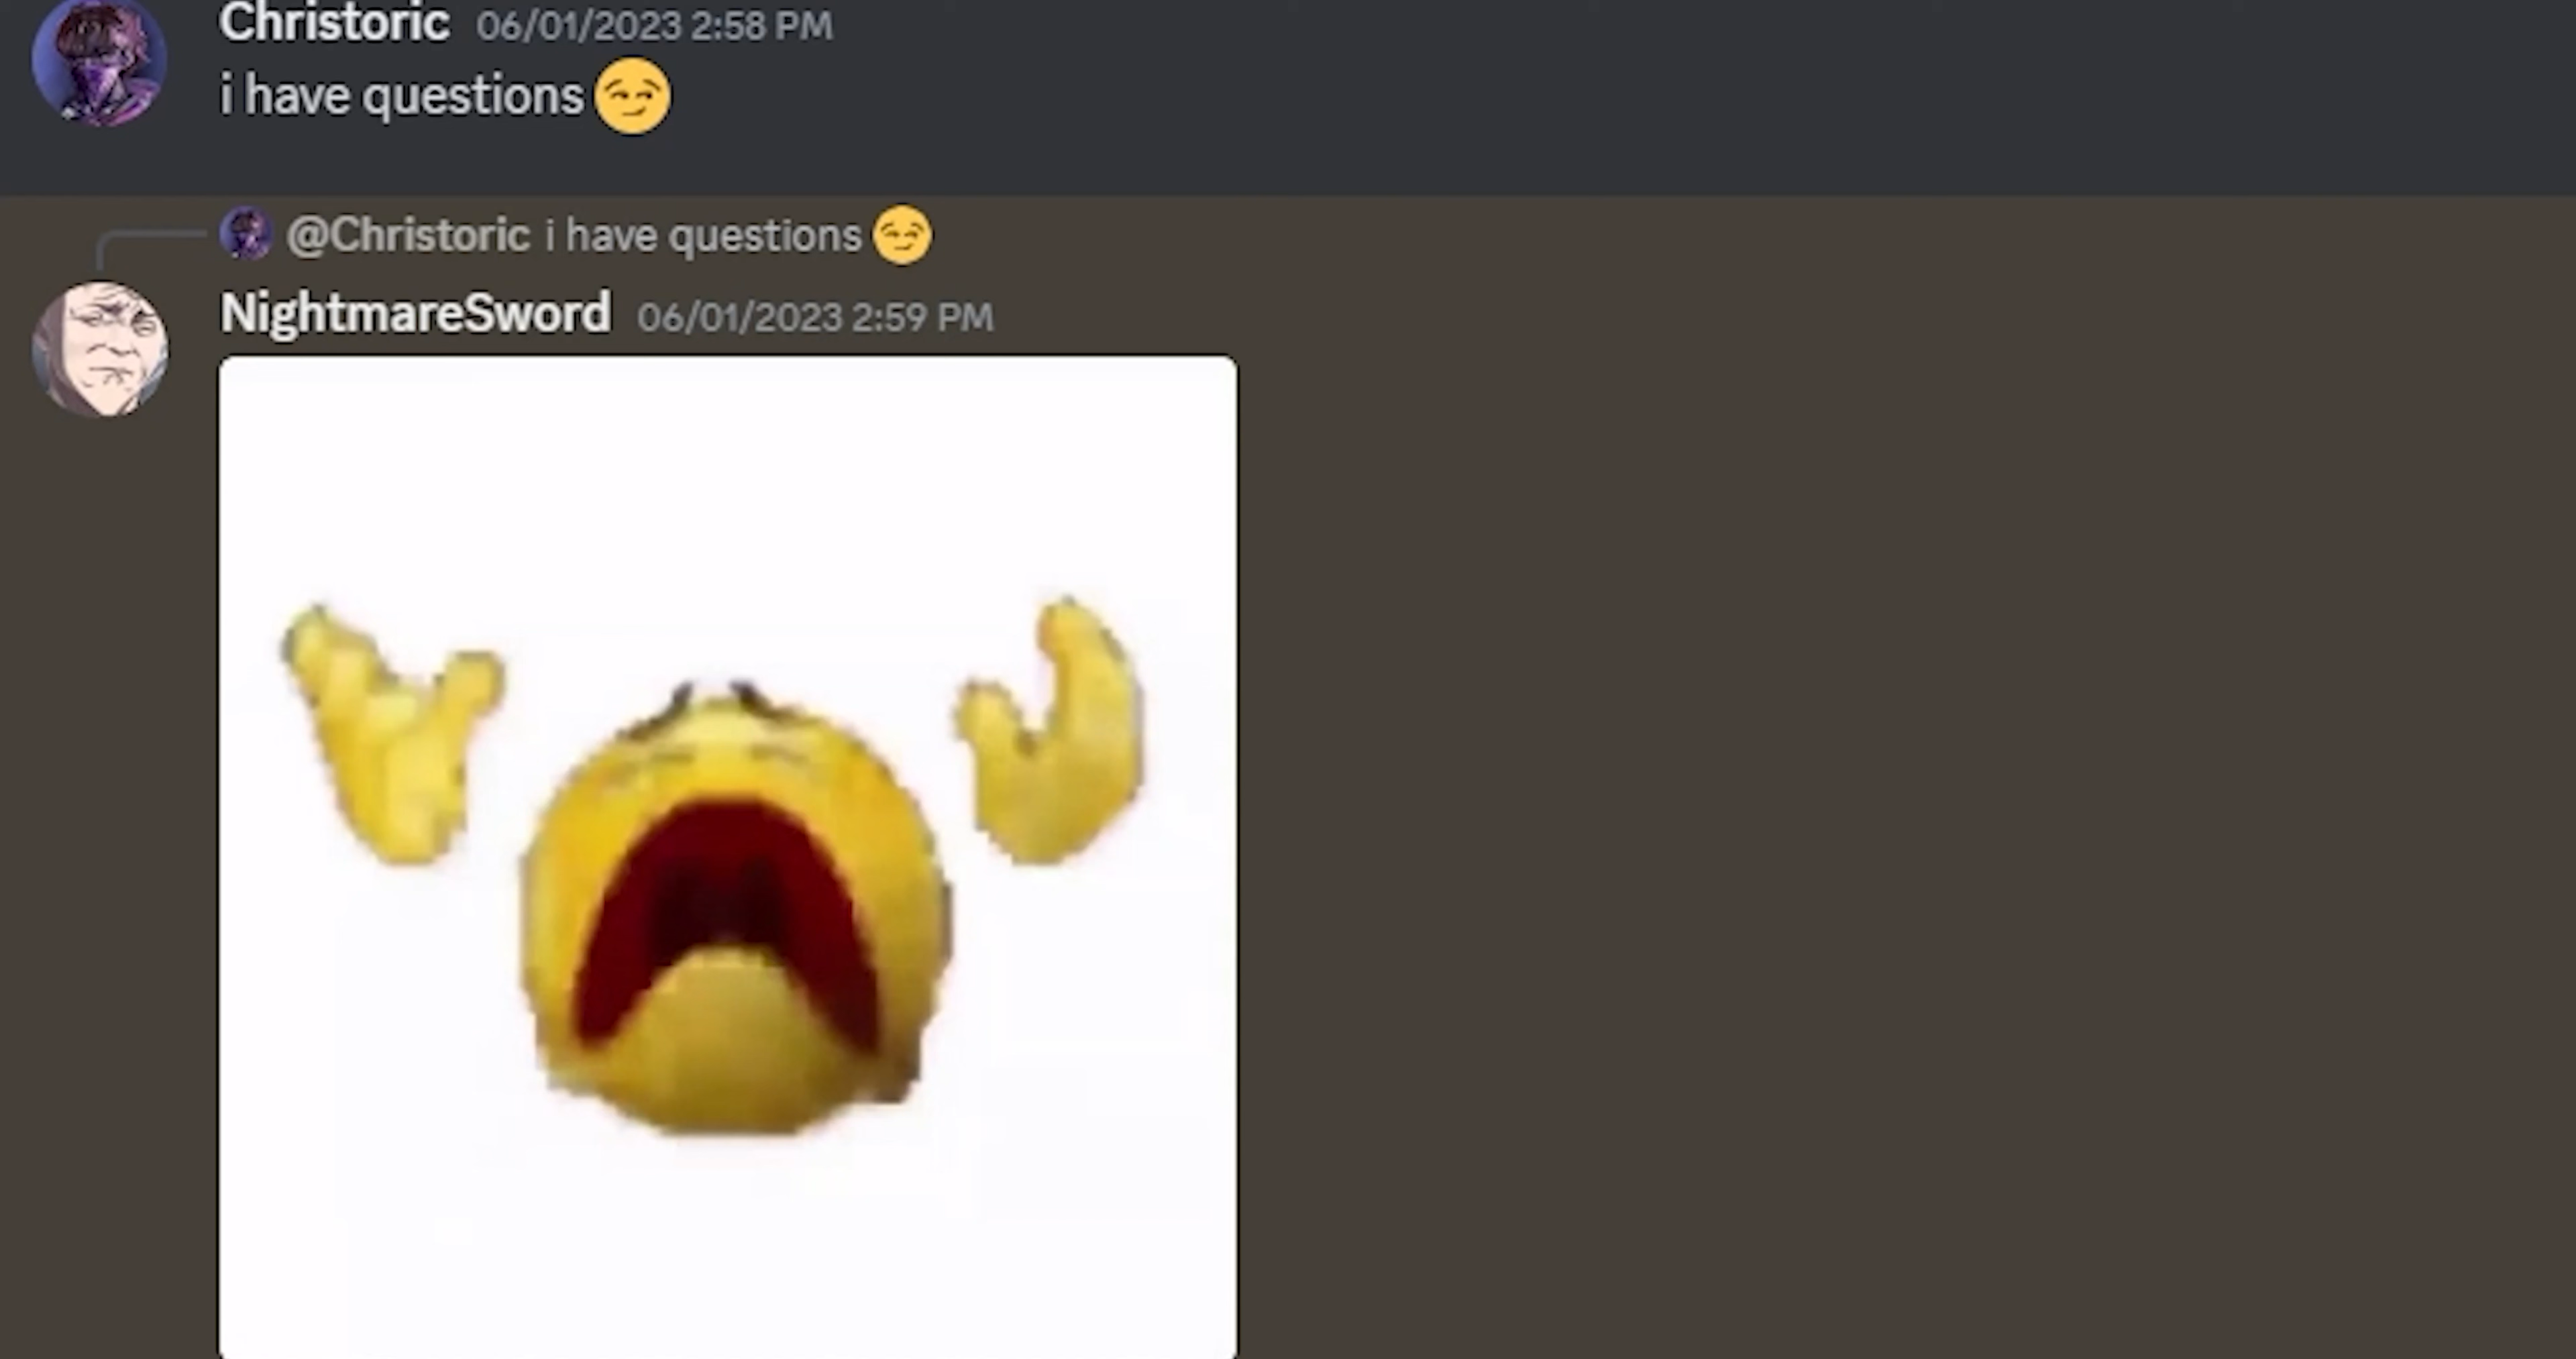 Christoric 06/01/2023 2:58 PM
i have questions 😏
@Christoric i have questions 😏
NightmareSword 06/01/2023 2:59 PM